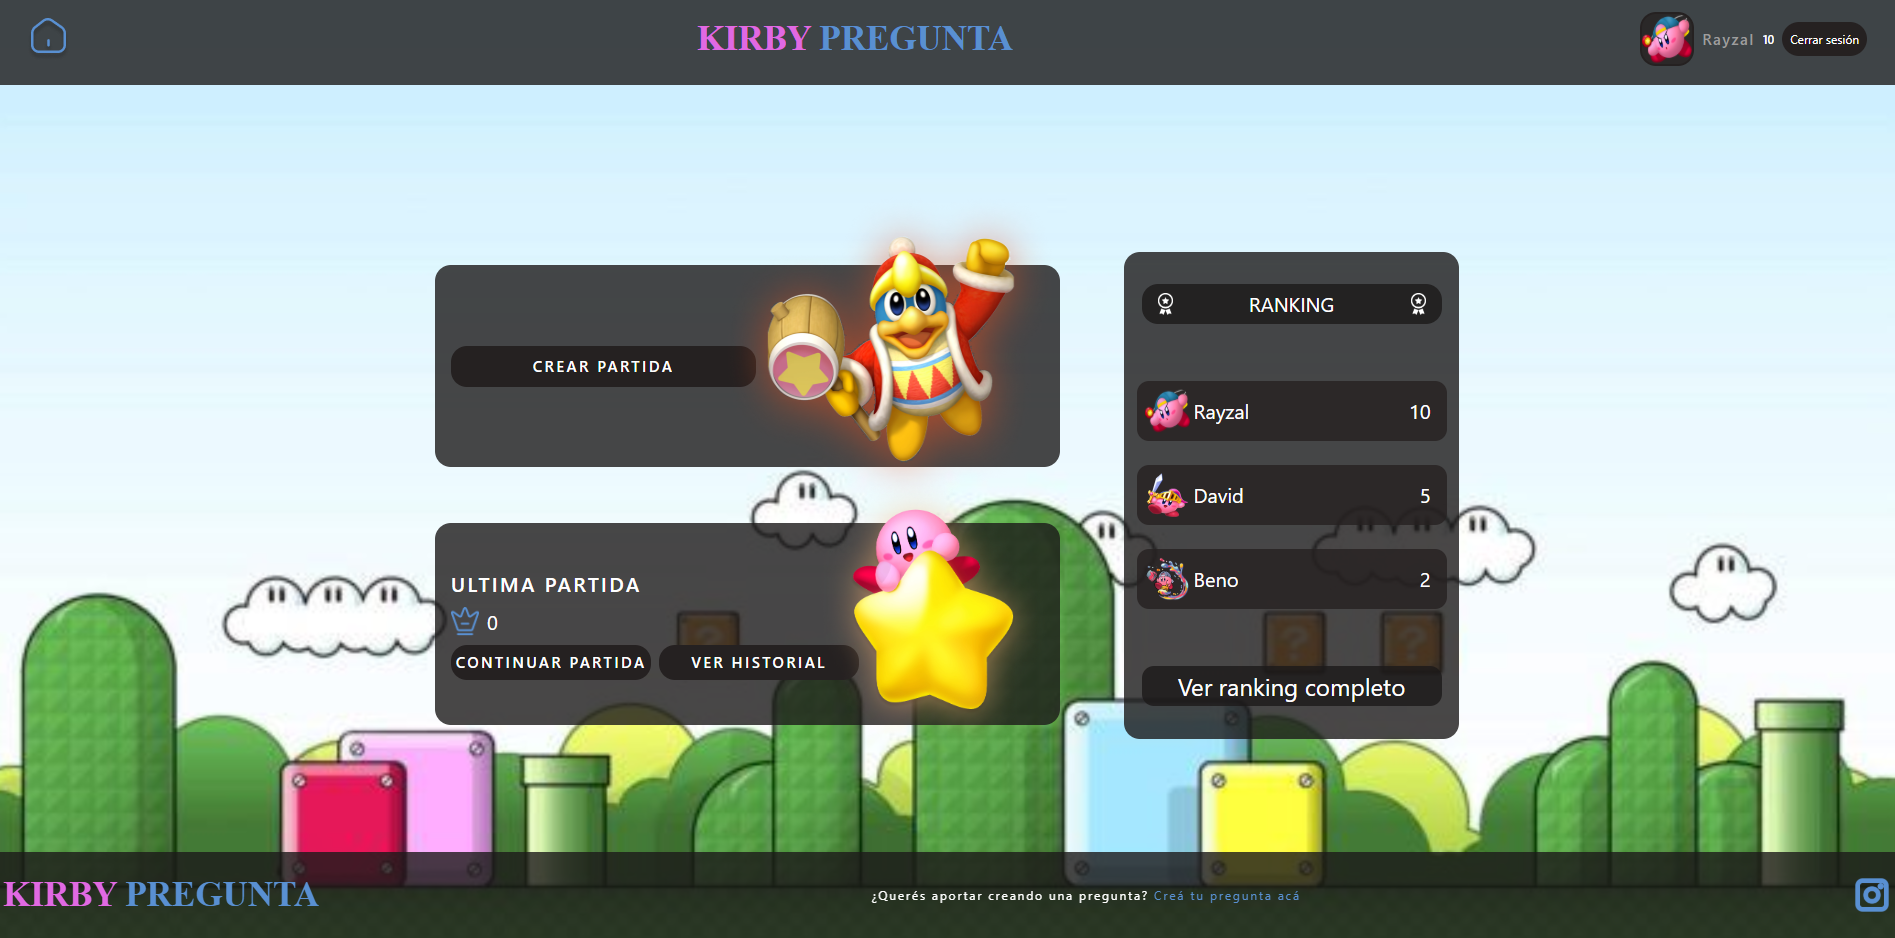 KIRBY PREGUNTA
Rayzal 10 Cerrar sesión
CREAR PARTIDA
ULTIMA PARTIDA
0
CONTINUAR PARTIDA VER HISTORIAL
RANKING
Rayzal 10
David 5
Beno 2
Ver ranking completo
KIRBY PREGUNTA
¿Querés aportar creando una pregunta? Creá tu pregunta acá